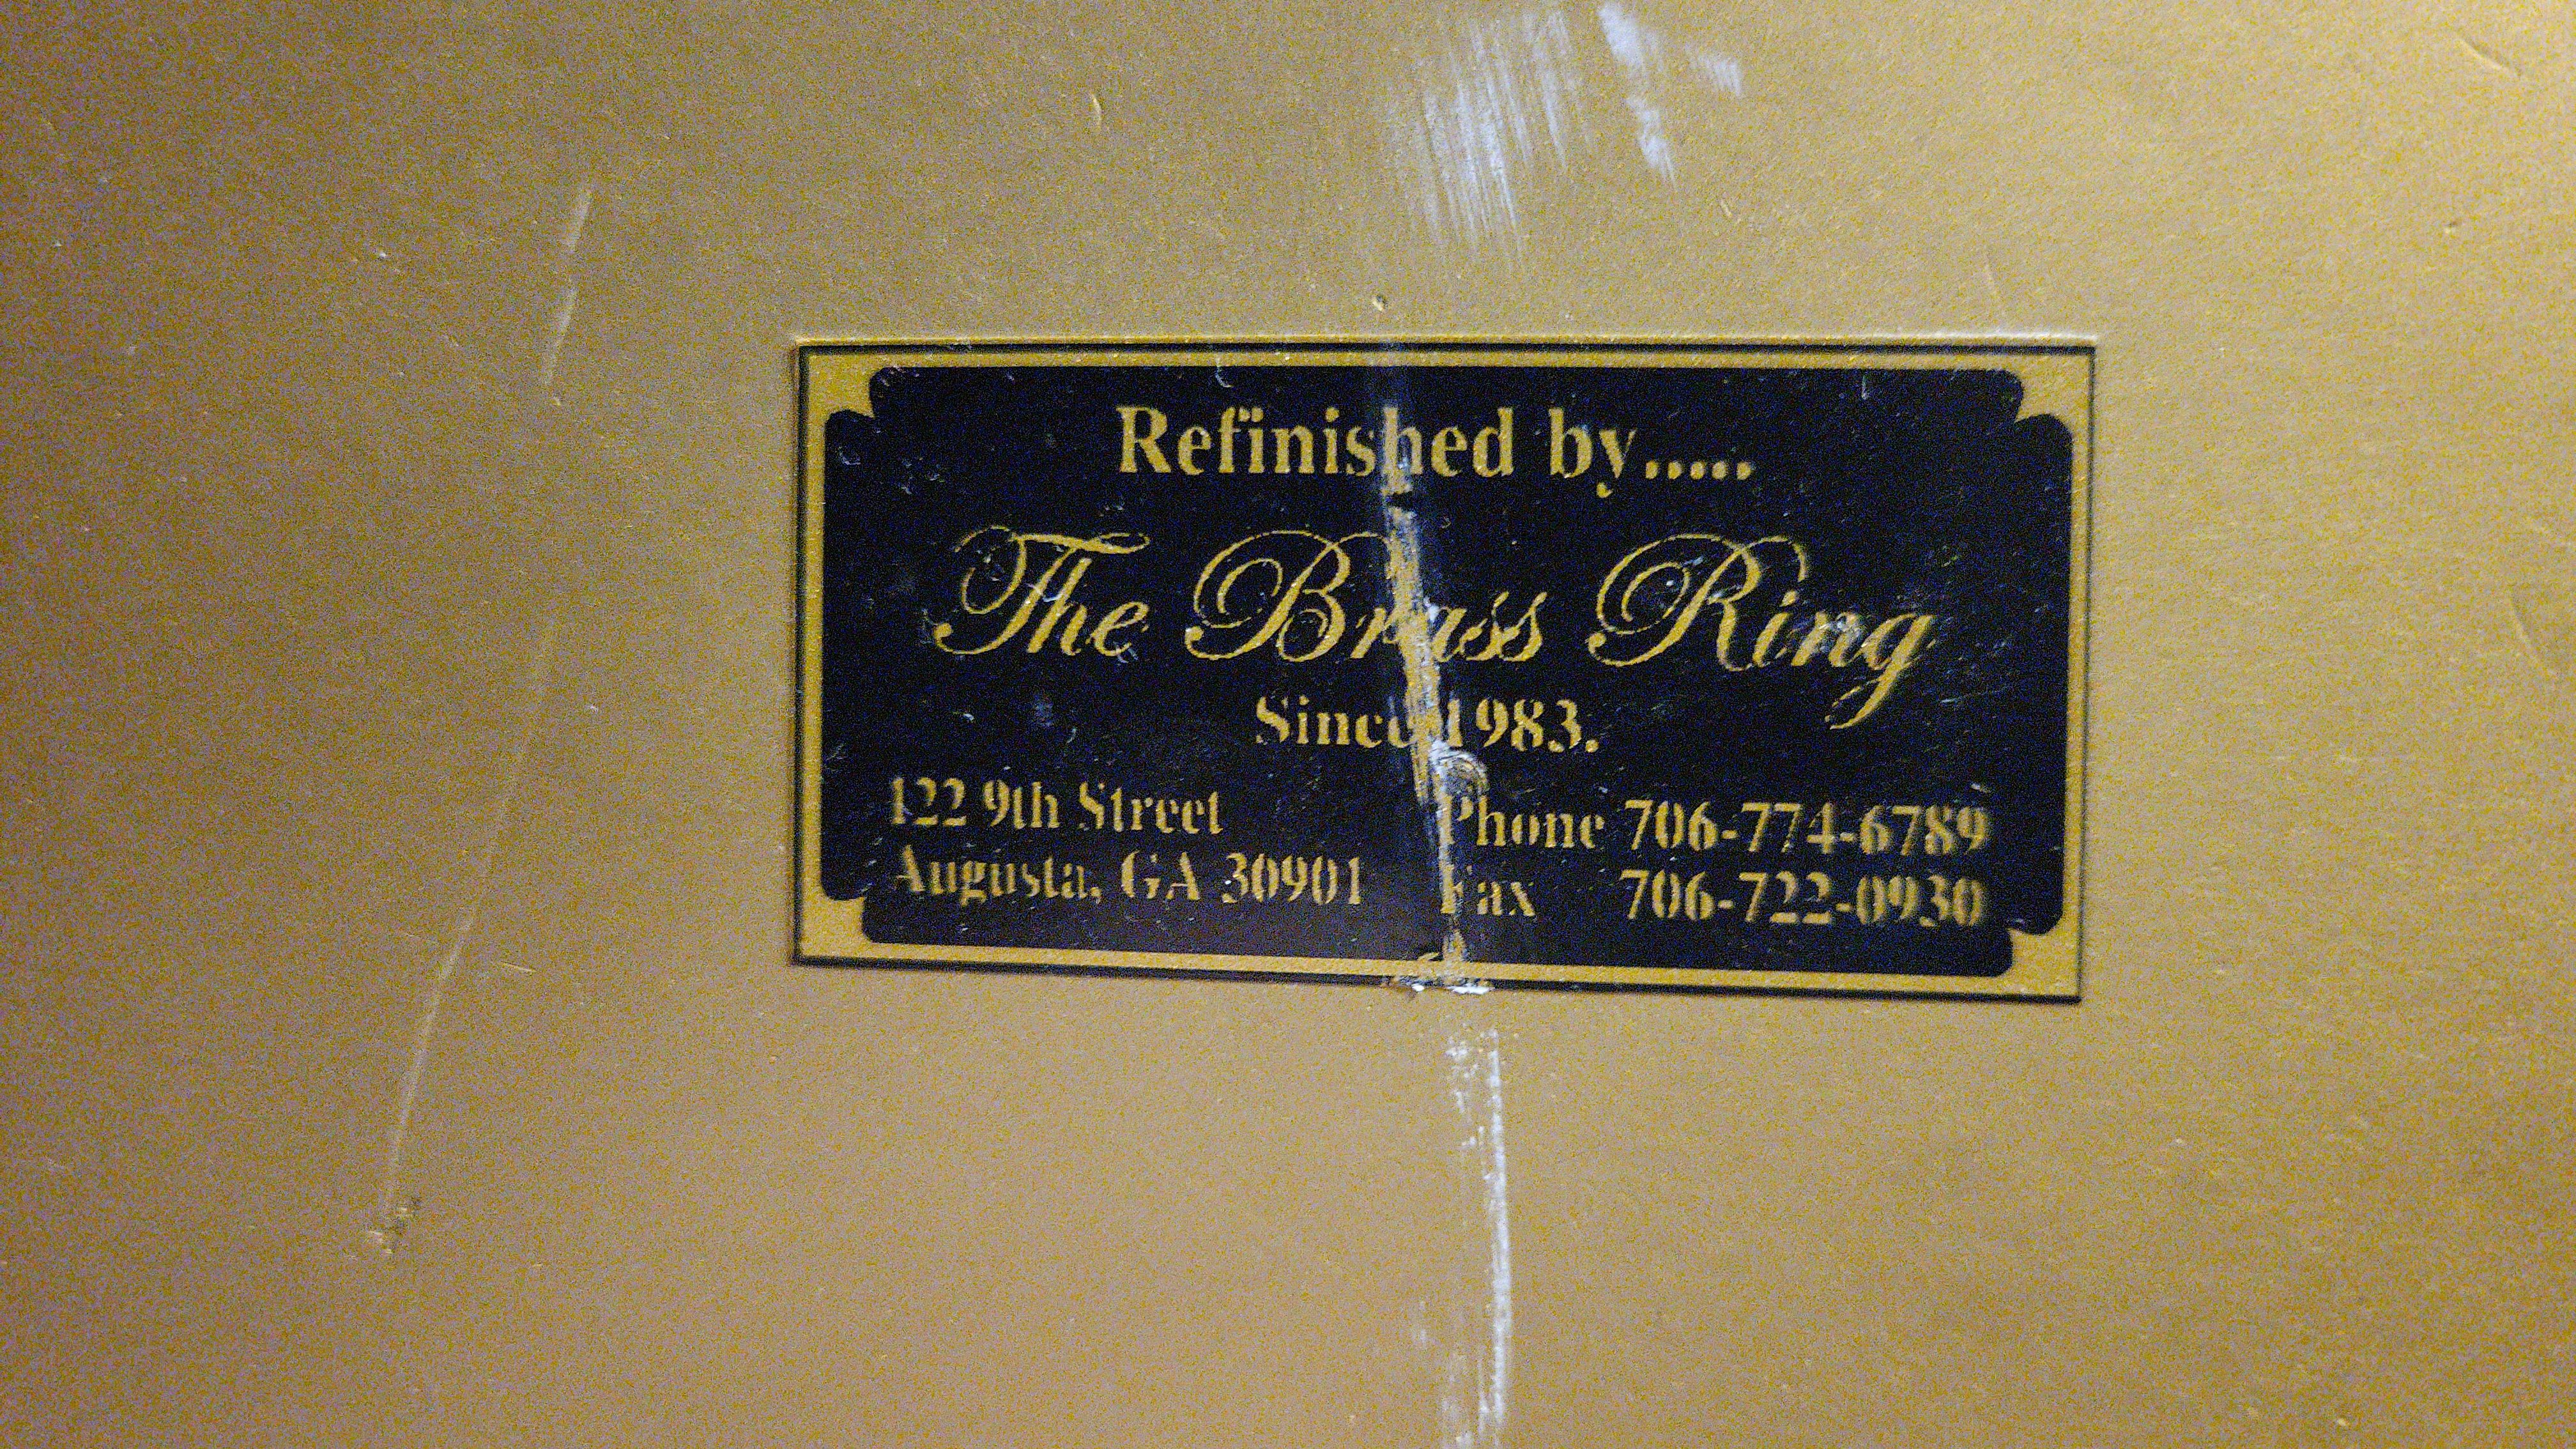 Refinished by.....
The Brass Ring
Since 1983.
122 9th Street
Augusta, GA 30901
Phone 706-774-6789
Fax 706-722-0930